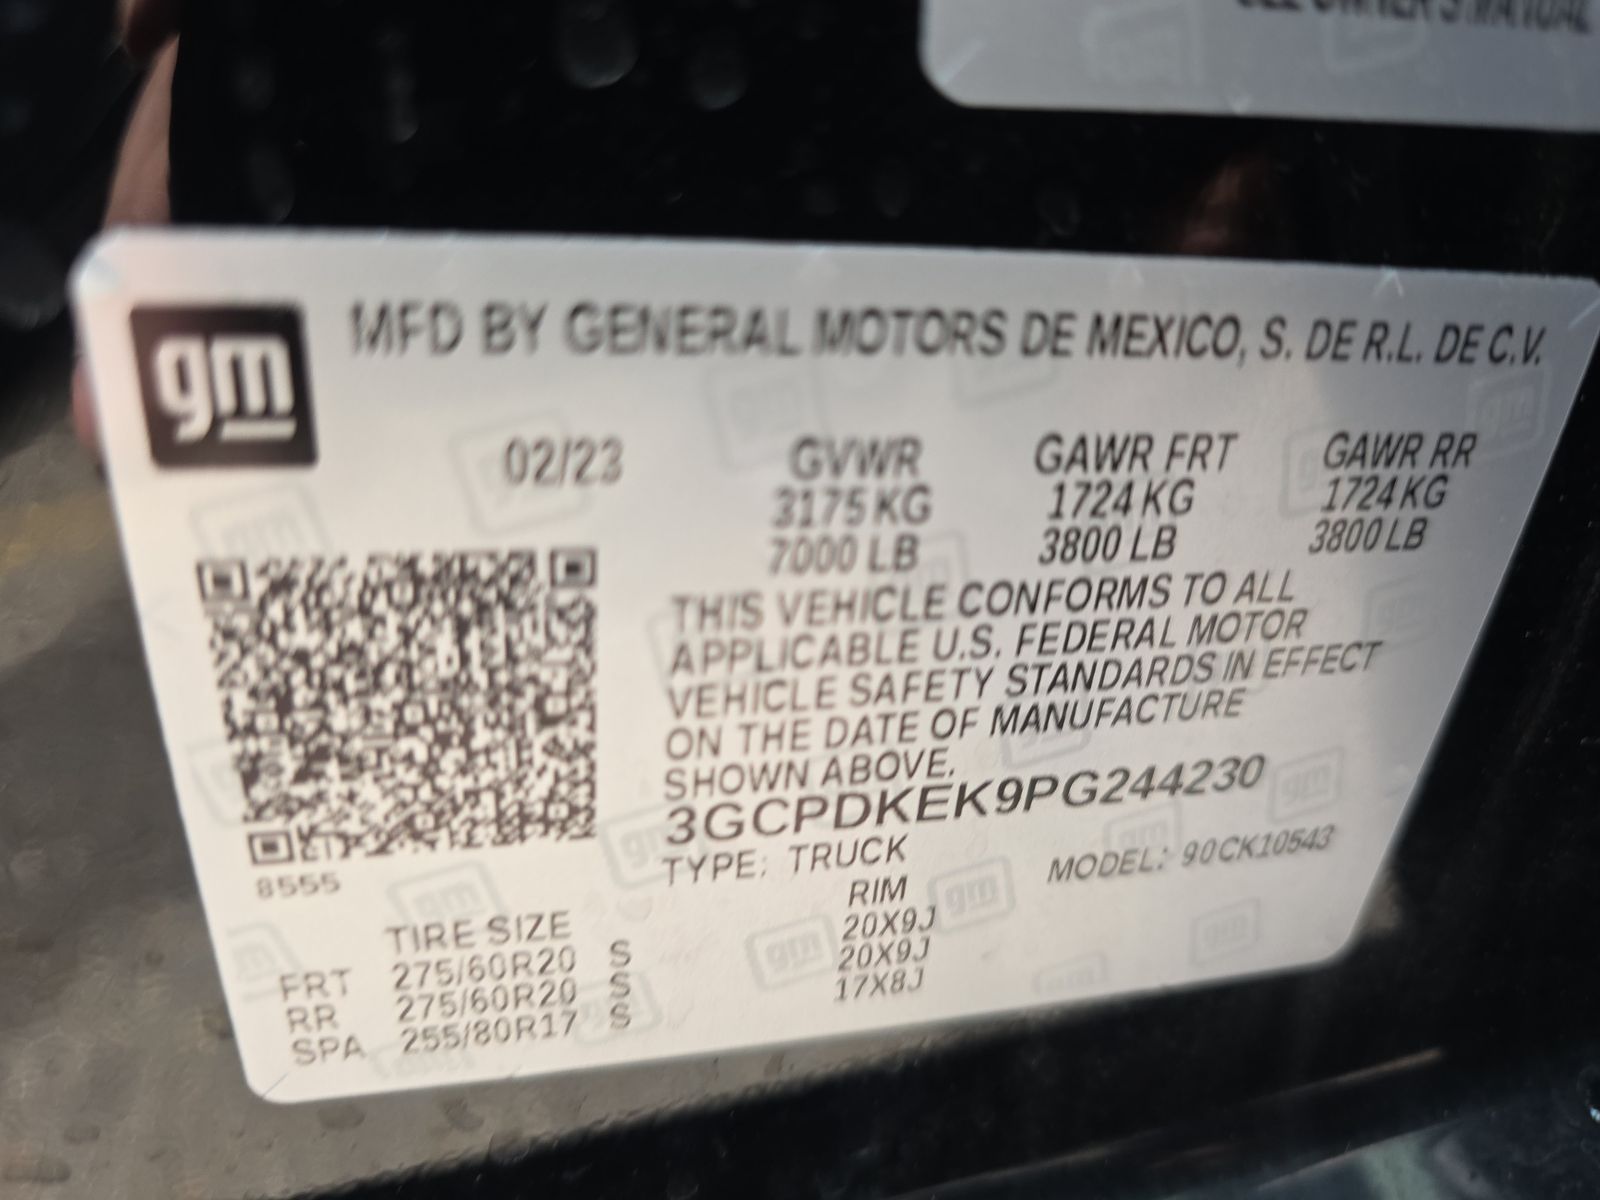 SEE OWNER'S MANUAL
gm
MFD BY GENERAL MOTORS DE MEXICO, S. DE R.L. DE C.V.
02/23 GVWR GAWR FRT GAWR RR
3175 KG 1724 KG 1724 KG
7000 LB 3800 LB 3800 LB
THIS VEHICLE CONFORMS TO ALL
APPLICABLE U.S. FEDERAL MOTOR
VEHICLE SAFETY STANDARDS IN EFFECT
ON THE DATE OF MANUFACTURE
SHOWN ABOVE.
3GCPDKEK9PG244230
TYPE: TRUCK MODEL: 90CK10543
8555
TIRE SIZE RIM
FRT 275/60R20 S 20X9J
RR 275/60R20 S 20X9J
SPA 255/80R17 S 17X8J